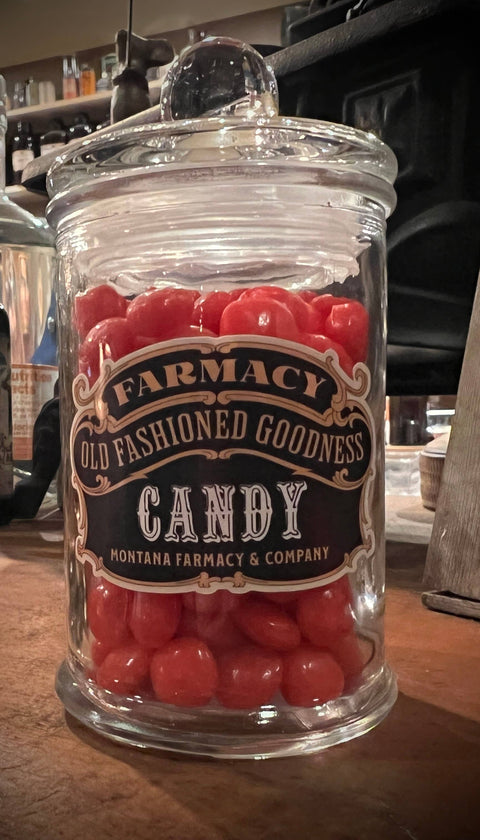 FARMACY
OLD FASHIONED GOODNESS
CANDY
MONTANA FARMACY & COMPANY